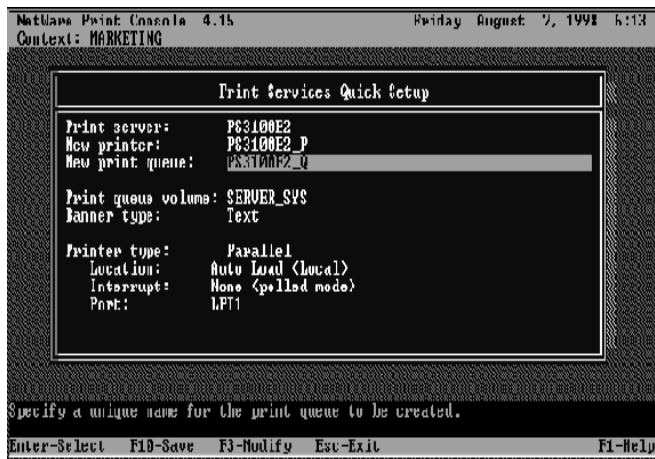 NetWare Print Console 4.15 Friday August 7, 1998 6:13
Context: MARKETING
Print Services Quick Setup
Print server: PS3100E2
New printer: PS3100E2_P
New print queue: PS3100E2_Q
Print queue volume: SERVER_SYS
Banner type: Text
Printer type: Parallel
Location: Auto Load (Local)
Interrupt: None (polled mode)
Port: LPT1
Specify a unique name for the print queue to be created.
Enter-Select F10-Save F3-Modify Esc-Exit F1-Help